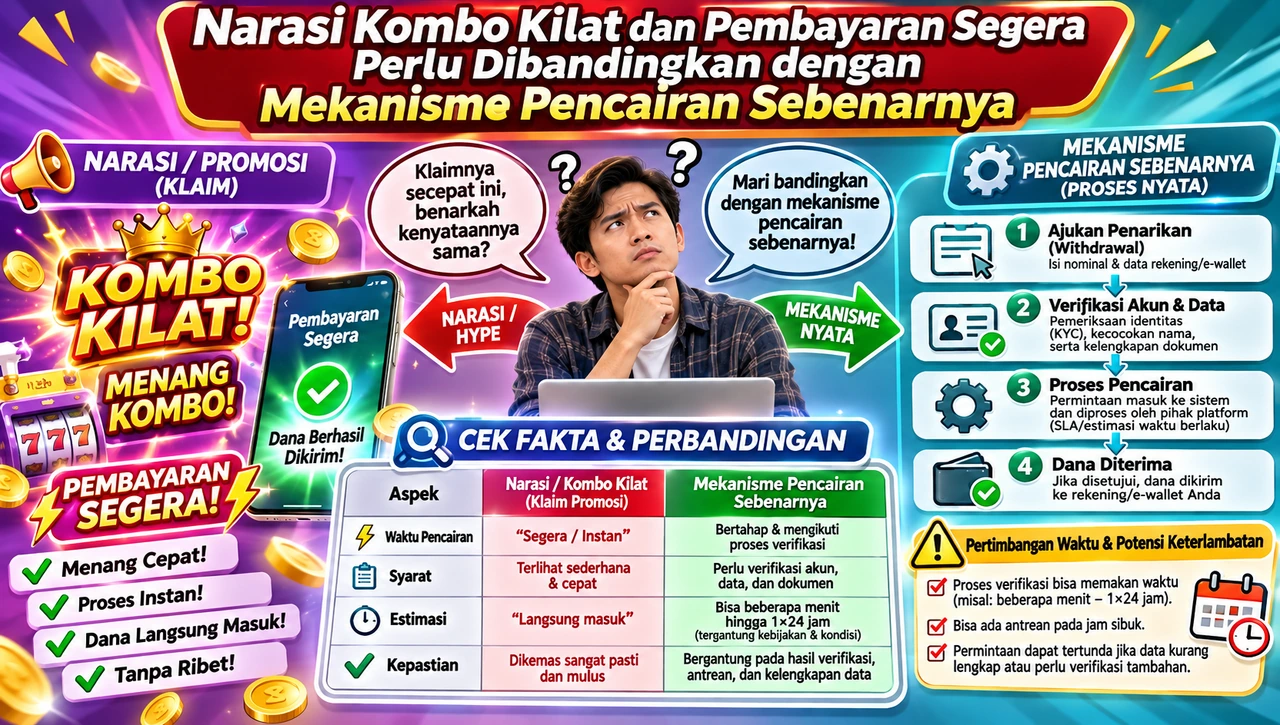 Narasi Kombo Kilat dan Pembayaran Segera
Perlu Dibandingkan dengan
Mekanisme Pencairan Sebenarnya
NARASI / PROMOSI
(KLAIM)
KOMBO
KILAT!
MENANG
KOMBO!
777
Pembayaran
Segera
Dana Berhasil
Dikirim!
PEMBAYARAN
SEGERA!
Menang Cepat!
Proses Instan!
Dana Langsung Masuk!
Tanpa Ribet!
Klaimnya
secepat ini,
benarkah
kenyataannya
sama?
? ?
Mari bandingkan
dengan mekanisme
pencairan
sebenarnya!
NARASI /
HYPE
MEKANISME
NYATA
CEK FAKTA & PERBANDINGAN
Aspek
Narasi / Kombo Kilat
(Klaim Promosi)
Mekanisme Pencairan
Sebenarnya
Waktu Pencairan
"Segera / Instan"
Bertahap & mengikuti
proses verifikasi
Syarat
Terlihat sederhana
& cepat
Perlu verifikasi akun,
data, dan dokumen
Estimasi
"Langsung masuk"
Bisa beberapa menit
hingga 1×24 jam
(tergantung kebijakan & kondisi)
Kepastian
Dikemas sangat pasti
dan mulus
Bergantung pada hasil verifikasi,
antrean, dan kelengkapan data
MEKANISME
PENCAIRAN SEBENARNYA
(PROSES NYATA)
1 Ajukan Penarikan
(Withdrawal)
Isi nominal & data rekening/e-wallet
2 Verifikasi Akun & Data
Pemeriksaan identitas
(KYC), kecocokan nama,
serta kelengkapan dokumen
3 Proses Pencairan
Permintaan masuk ke sistem
dan diproses oleh pihak platform
(SLA/estimasi waktu berlaku)
4 Dana Diterima
Jika disetujui, dana dikirim
ke rekening/e-wallet Anda
Pertimbangan Waktu & Potensi Keterlambatan
Proses verifikasi bisa memakan waktu
(misal: beberapa menit – 1×24 jam).
Bisa ada antrean pada jam sibuk.
Permintaan dapat tertunda jika data kurang
lengkap atau perlu verifikasi tambahan.